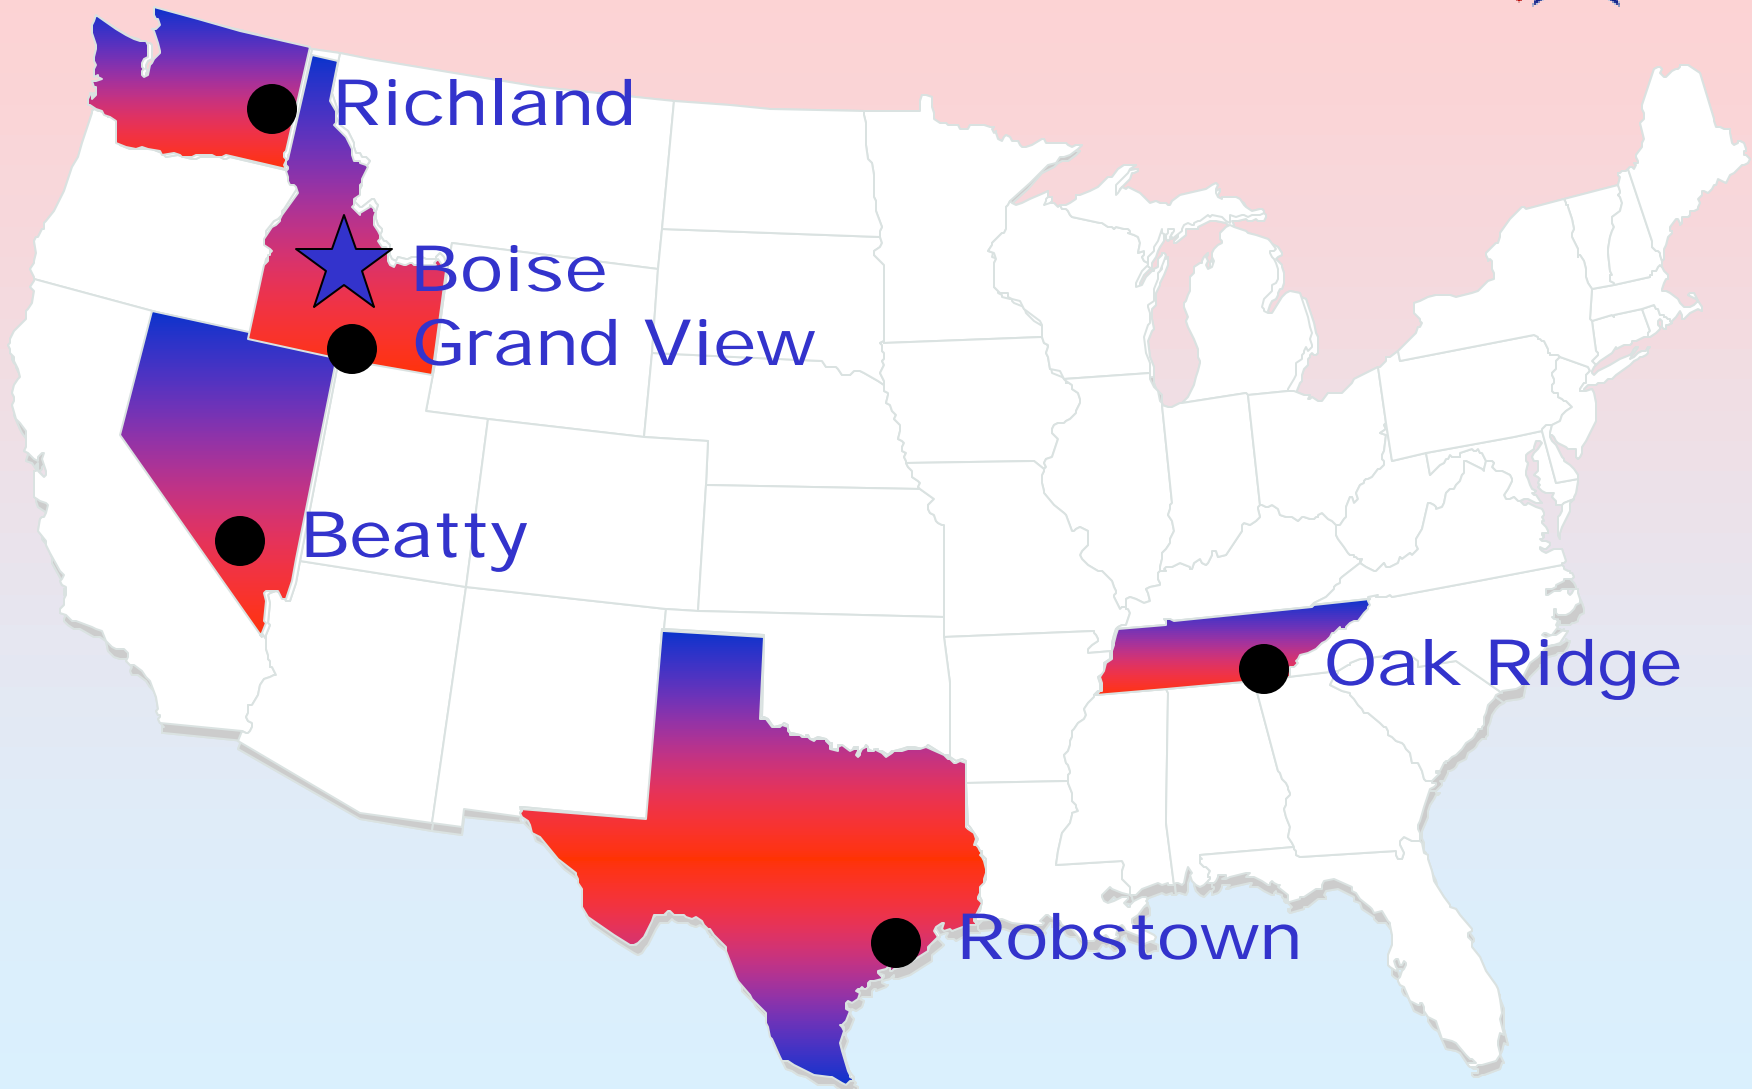 Richland
Boise
Grand View
Beatty
Oak Ridge
Robstown